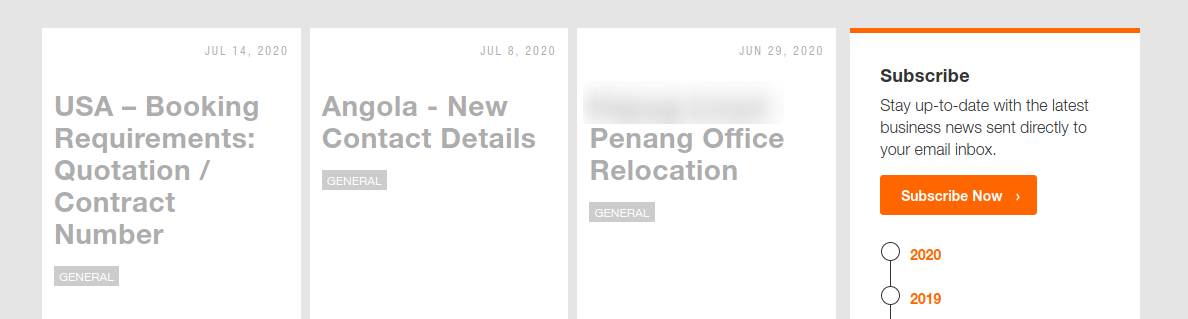 JUL 14, 2020
USA – Booking
Requirements:
Quotation /
Contract
Number
GENERAL
JUL 8, 2020
Angola - New
Contact Details
GENERAL
JUN 29, 2020
Penang Office
Relocation
GENERAL
Subscribe
Stay up-to-date with the latest
business news sent directly to
your email inbox.
Subscribe Now ›
2020
2019